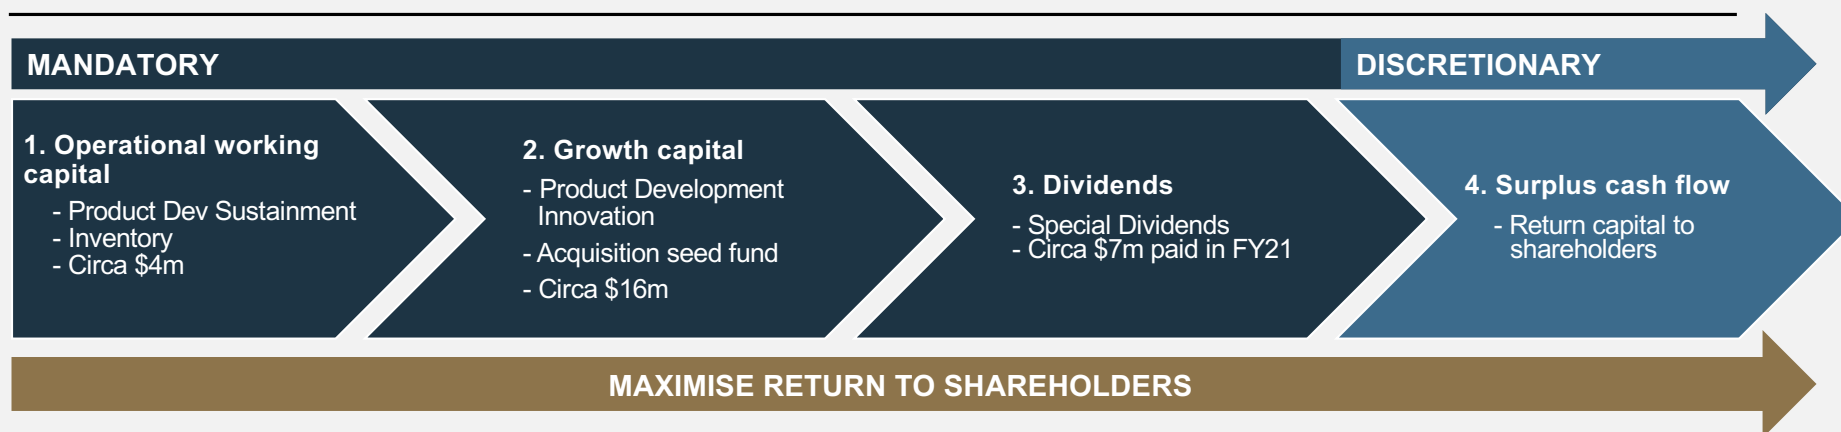 MANDATORY
DISCRETIONARY
1. Operational working
capital
- Product Dev Sustainment
- Inventory
- Circa $4m
2. Growth capital
- Product Development
Innovation
- Acquisition seed fund
- Circa $16m
3. Dividends
- Special Dividends
- Circa $7m paid in FY21
4. Surplus cash flow
- Return capital to
shareholders
MAXIMISE RETURN TO SHAREHOLDERS